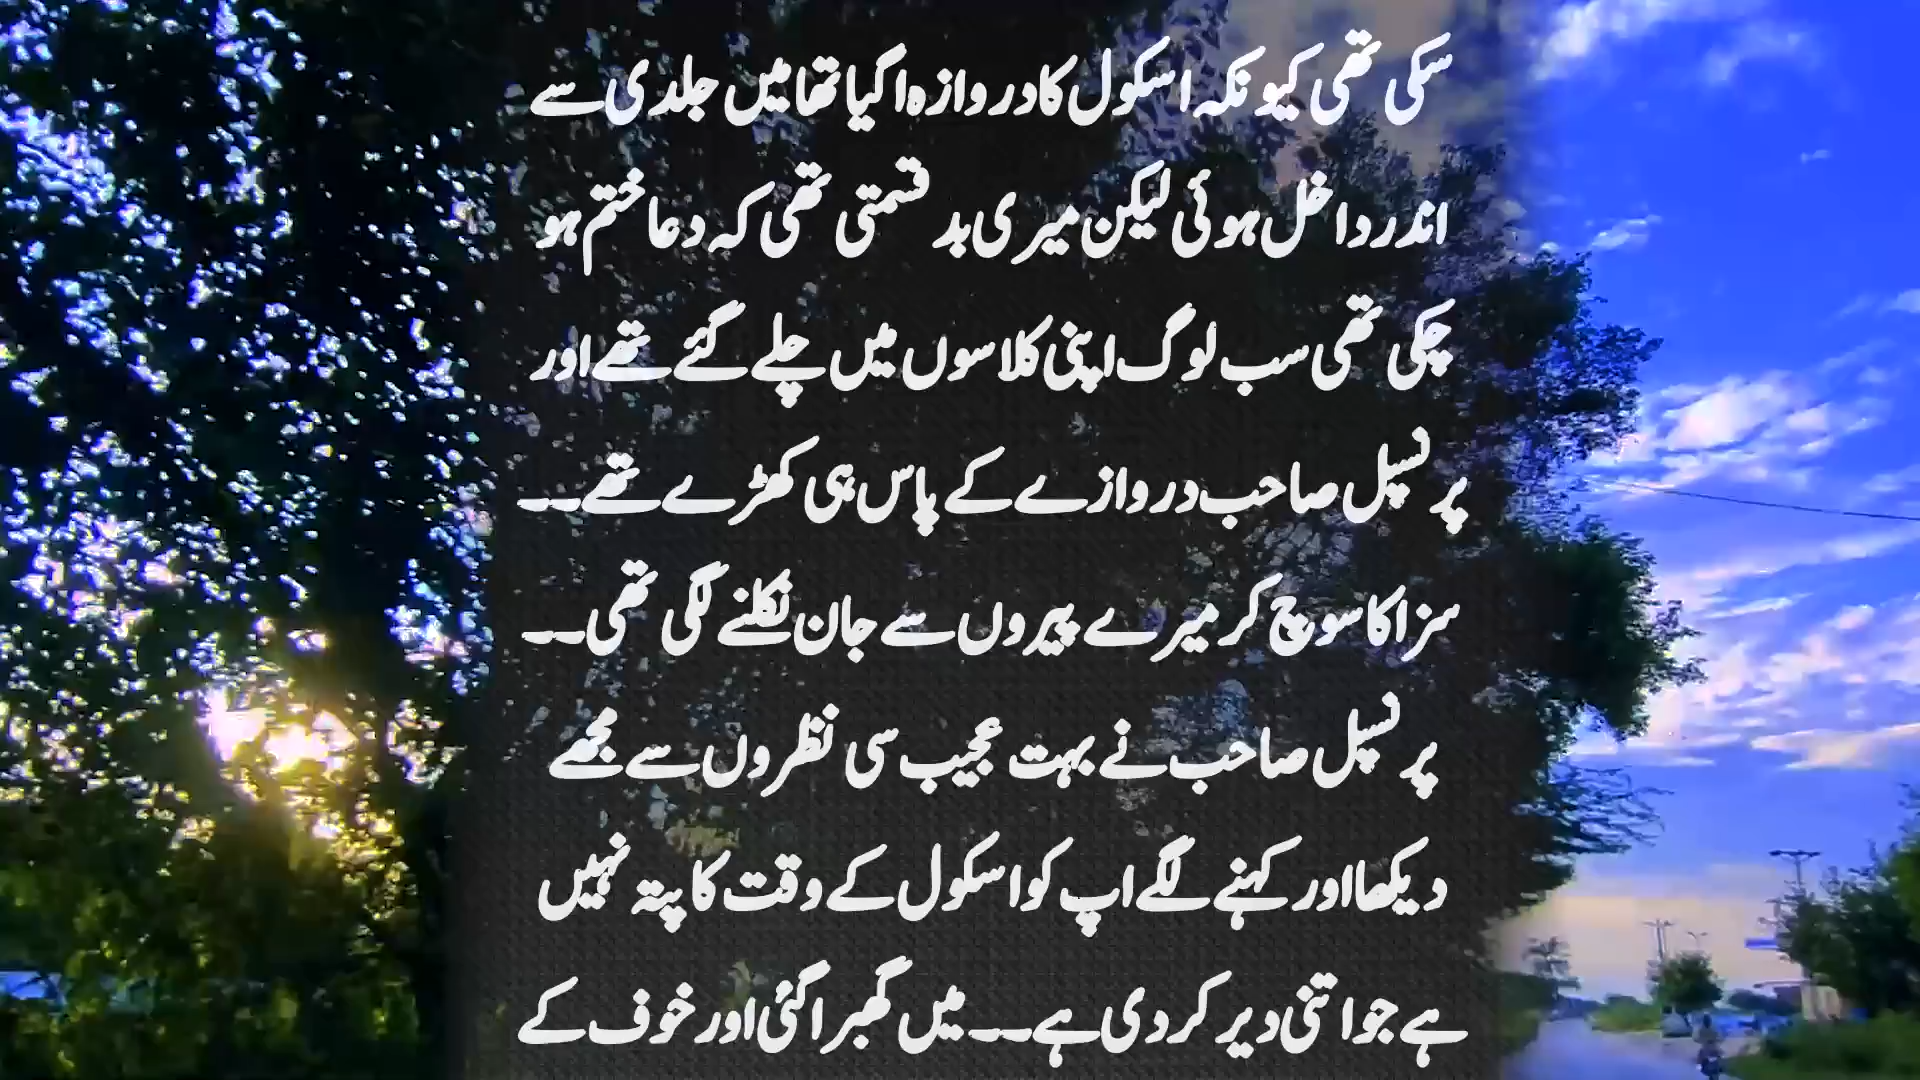 سکی تھی کیونکہ اسکول کا دروازہ اگیا تھا میں جلدی سے
اندر داخل ہوئی لیکن میری بد قسمتی تھی کہ دعا ختم ہو
چکی تھی سب لوگ اپنی کلاسوں میں چلے گئے تھے اور
پرنسپل صاحب دروازے کے پاس ہی کھڑے تھے۔۔
سزا کا سوچ کر میرے پیروں سے جان نکلنے لگی تھی۔۔
پرنسپل صاحب نے بہت عجیب سی نظروں سے مجھے
دیکھا اور کہنے لگے اپ کو اسکول کے وقت کا پتہ نہیں
ہے جو اتنی دیر کر دی ہے۔۔ میں گھبرا گئی اور خوف کے